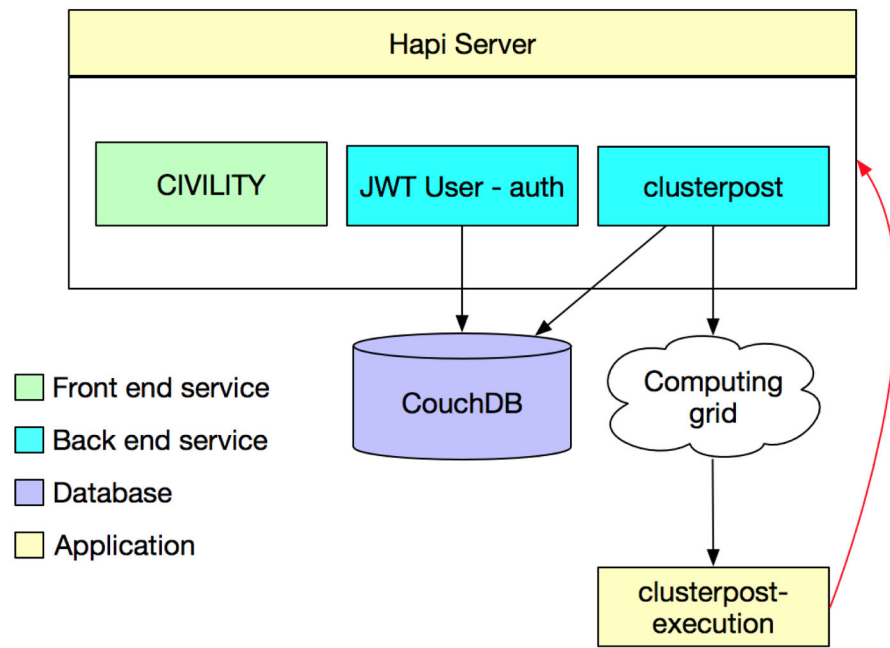 Hapi Server
CIVILITY
JWT User - auth
clusterpost
CouchDB
Computing
grid
Front end service
Back end service
Database
Application
clusterpost-
execution